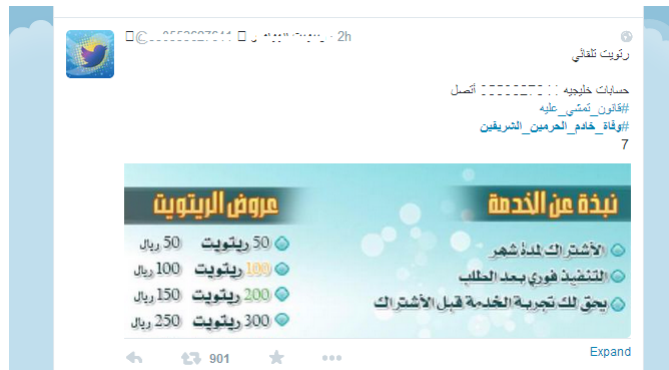 2h
رتويت تلقائي
حسابات خليجيه أتصل
#قانون_تمشي_عليه
#وفاة_خادم_الحرمين_الشريفين
7
نبذة عن الخدمة
الأشتراك لمدة شهر
التنفيذ فوري بعد الطلب
يحق لك تجربة الخدمة قبل الأشتراك
عروض الريتويت
50 ريتويت 50 ريال
100 ريتويت 100 ريال
200 ريتويت 150 ريال
300 ريتويت 250 ريال
901
Expand